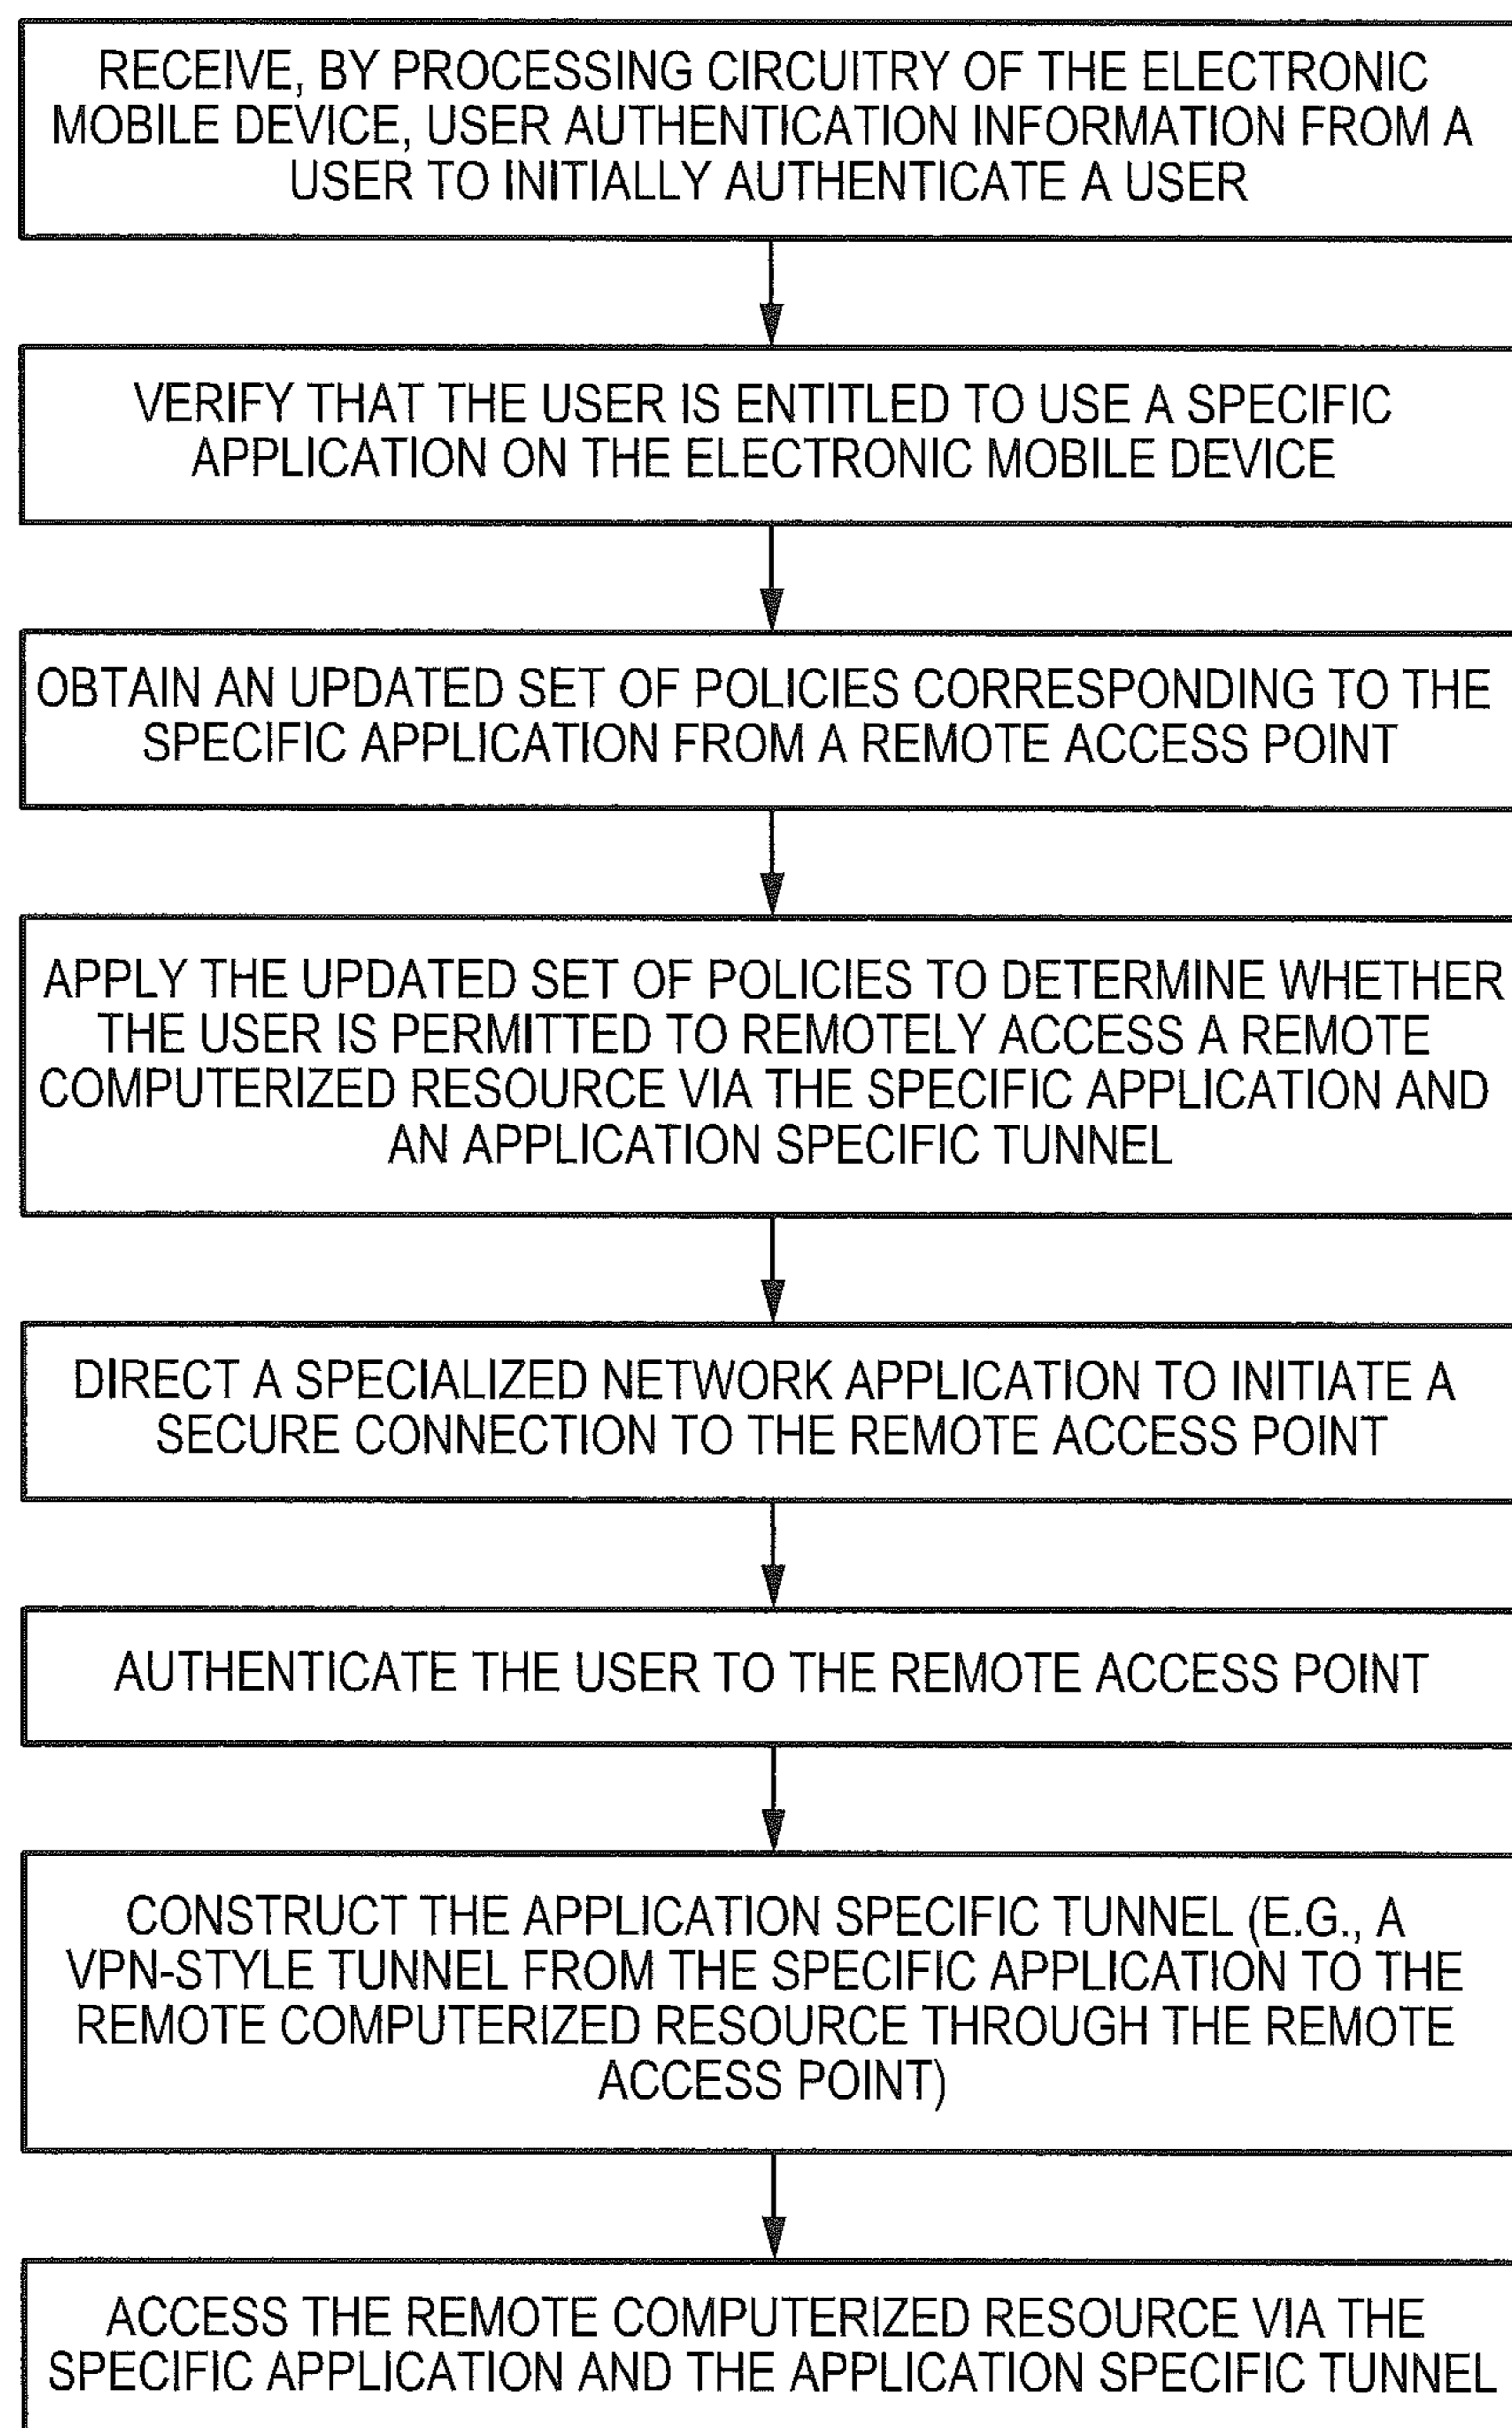 RECEIVE, BY PROCESSING CIRCUITRY OF THE ELECTRONIC
MOBILE DEVICE, USER AUTHENTICATION INFORMATION FROM A
USER TO INITIALLY AUTHENTICATE A USER
VERIFY THAT THE USER IS ENTITLED TO USE A SPECIFIC
APPLICATION ON THE ELECTRONIC MOBILE DEVICE
OBTAIN AN UPDATED SET OF POLICIES CORRESPONDING TO THE
SPECIFIC APPLICATION FROM A REMOTE ACCESS POINT
APPLY THE UPDATED SET OF POLICIES TO DETERMINE WHETHER
THE USER IS PERMITTED TO REMOTELY ACCESS A REMOTE
COMPUTERIZED RESOURCE VIA THE SPECIFIC APPLICATION AND
AN APPLICATION SPECIFIC TUNNEL
DIRECT A SPECIALIZED NETWORK APPLICATION TO INITIATE A
SECURE CONNECTION TO THE REMOTE ACCESS POINT
AUTHENTICATE THE USER TO THE REMOTE ACCESS POINT
CONSTRUCT THE APPLICATION SPECIFIC TUNNEL (E.G., A
VPN-STYLE TUNNEL FROM THE SPECIFIC APPLICATION TO THE
REMOTE COMPUTERIZED RESOURCE THROUGH THE REMOTE
ACCESS POINT)
ACCESS THE REMOTE COMPUTERIZED RESOURCE VIA THE
SPECIFIC APPLICATION AND THE APPLICATION SPECIFIC TUNNEL